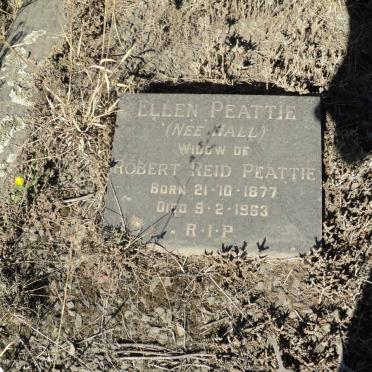 ELLEN PEATTIE
(NEE HALL)
WIDOW OF
ROBERT REID PEATTIE
BORN 21·10·1877
DIED 9·2·1963
R·I·P